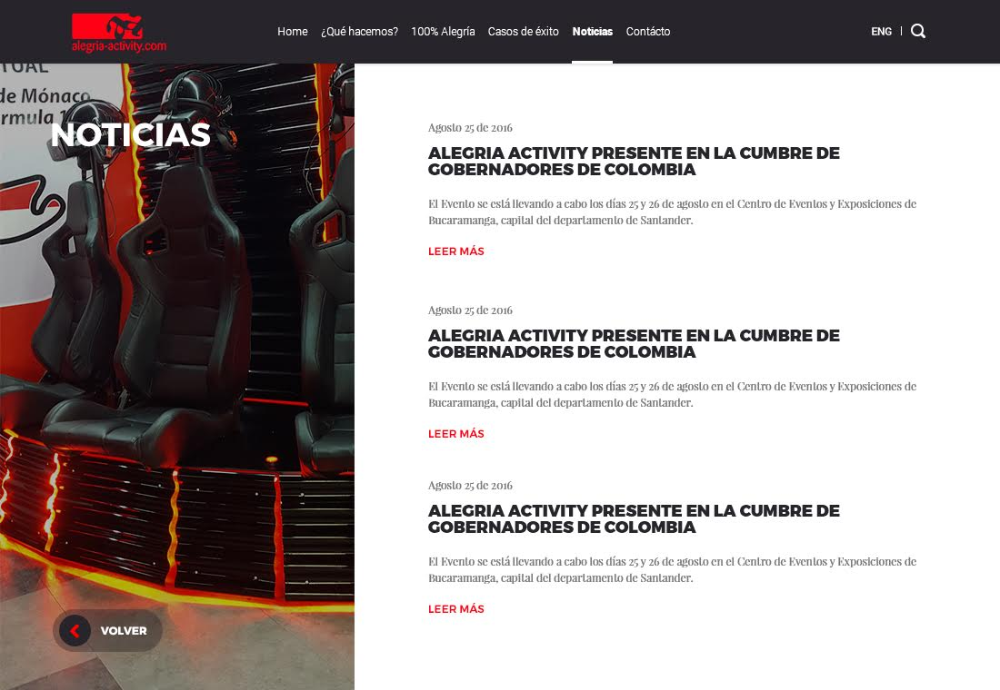 alegria-activity.com
Home ¿Qué hacemos? 100% Alegría Casos de éxito Noticias Contácto
ENG
de Mónaco
NOTICIAS
Agosto 25 de 2016
ALEGRIA ACTIVITY PRESENTE EN LA CUMBRE DE
GOBERNADORES DE COLOMBIA
El Evento se está llevando a cabo los días 25 y 26 de agosto en el Centro de Eventos y Exposiciones de
Bucaramanga, capital del departamento de Santander.
LEER MÁS
Agosto 25 de 2016
ALEGRIA ACTIVITY PRESENTE EN LA CUMBRE DE
GOBERNADORES DE COLOMBIA
El Evento se está llevando a cabo los días 25 y 26 de agosto en el Centro de Eventos y Exposiciones de
Bucaramanga, capital del departamento de Santander.
LEER MÁS
Agosto 25 de 2016
ALEGRIA ACTIVITY PRESENTE EN LA CUMBRE DE
GOBERNADORES DE COLOMBIA
El Evento se está llevando a cabo los días 25 y 26 de agosto en el Centro de Eventos y Exposiciones de
Bucaramanga, capital del departamento de Santander.
LEER MÁS
VOLVER